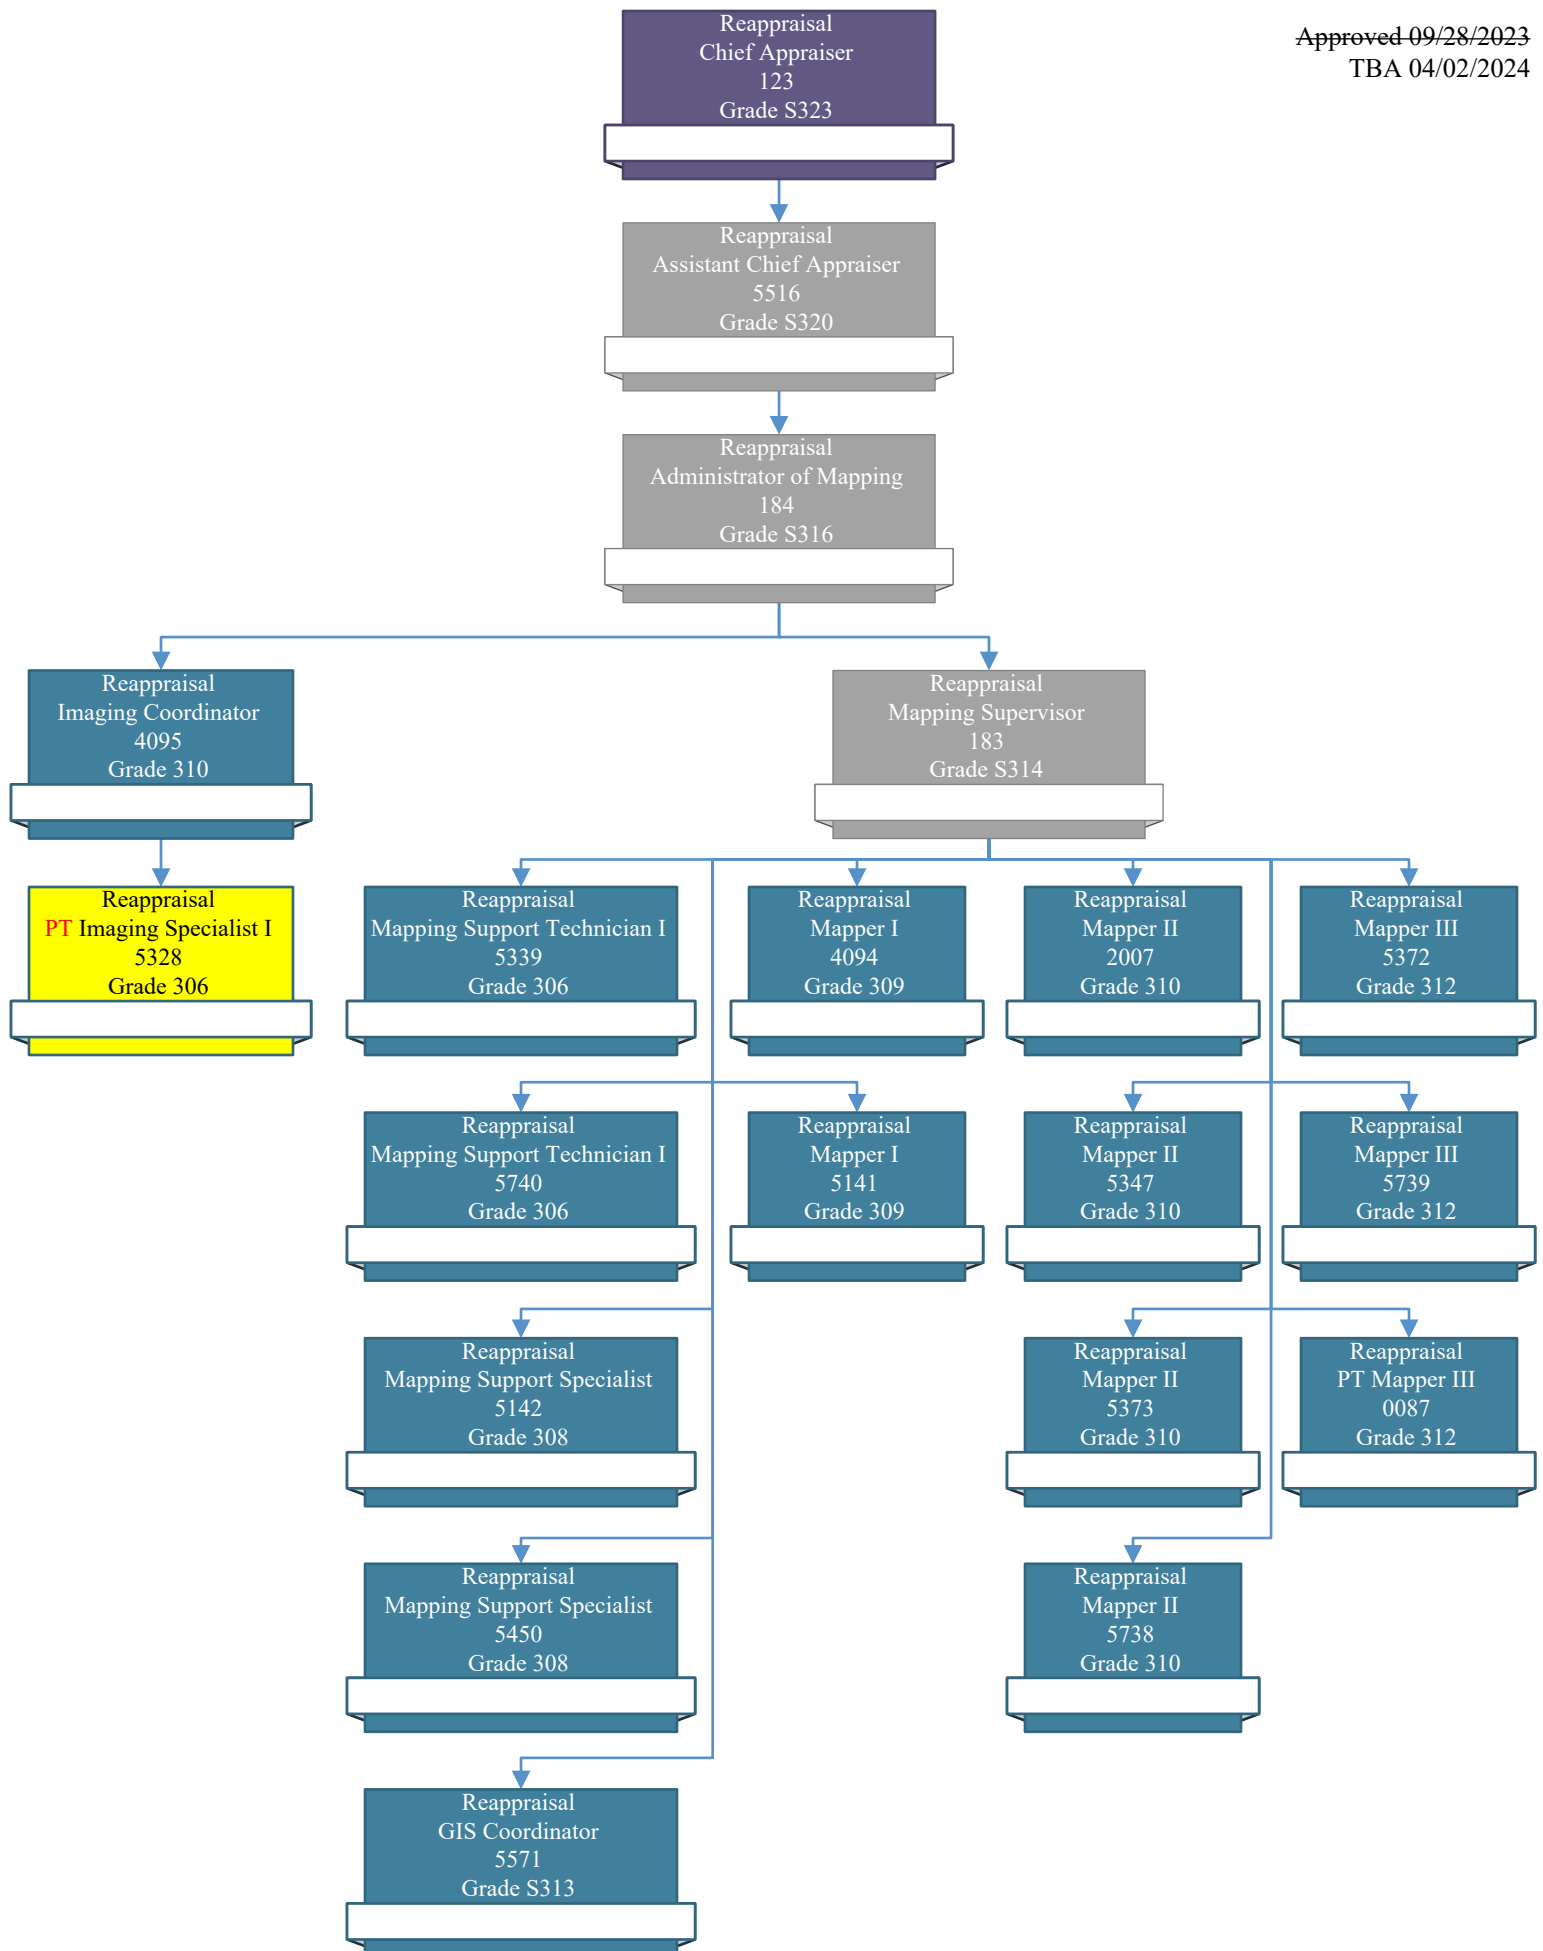 Approved 09/28/2023
TBA 04/02/2024
Reappraisal
Chief Appraiser
123
Grade S323
Reappraisal
Assistant Chief Appraiser
5516
Grade S320
Reappraisal
Administrator of Mapping
184
Grade S316
Reappraisal
Imaging Coordinator
4095
Grade 310
Reappraisal
Mapping Supervisor
183
Grade S314
Reappraisal
PT Imaging Specialist I
5328
Grade 306
Reappraisal
Mapping Support Technician I
5339
Grade 306
Reappraisal
Mapper I
4094
Grade 309
Reappraisal
Mapper II
2007
Grade 310
Reappraisal
Mapper III
5372
Grade 312
Reappraisal
Mapping Support Technician I
5740
Grade 306
Reappraisal
Mapper I
5141
Grade 309
Reappraisal
Mapper II
5347
Grade 310
Reappraisal
Mapper III
5739
Grade 312
Reappraisal
Mapping Support Specialist
5142
Grade 308
Reappraisal
Mapper II
5373
Grade 310
Reappraisal
PT Mapper III
0087
Grade 312
Reappraisal
Mapping Support Specialist
5450
Grade 308
Reappraisal
Mapper II
5738
Grade 310
Reappraisal
GIS Coordinator
5571
Grade S313